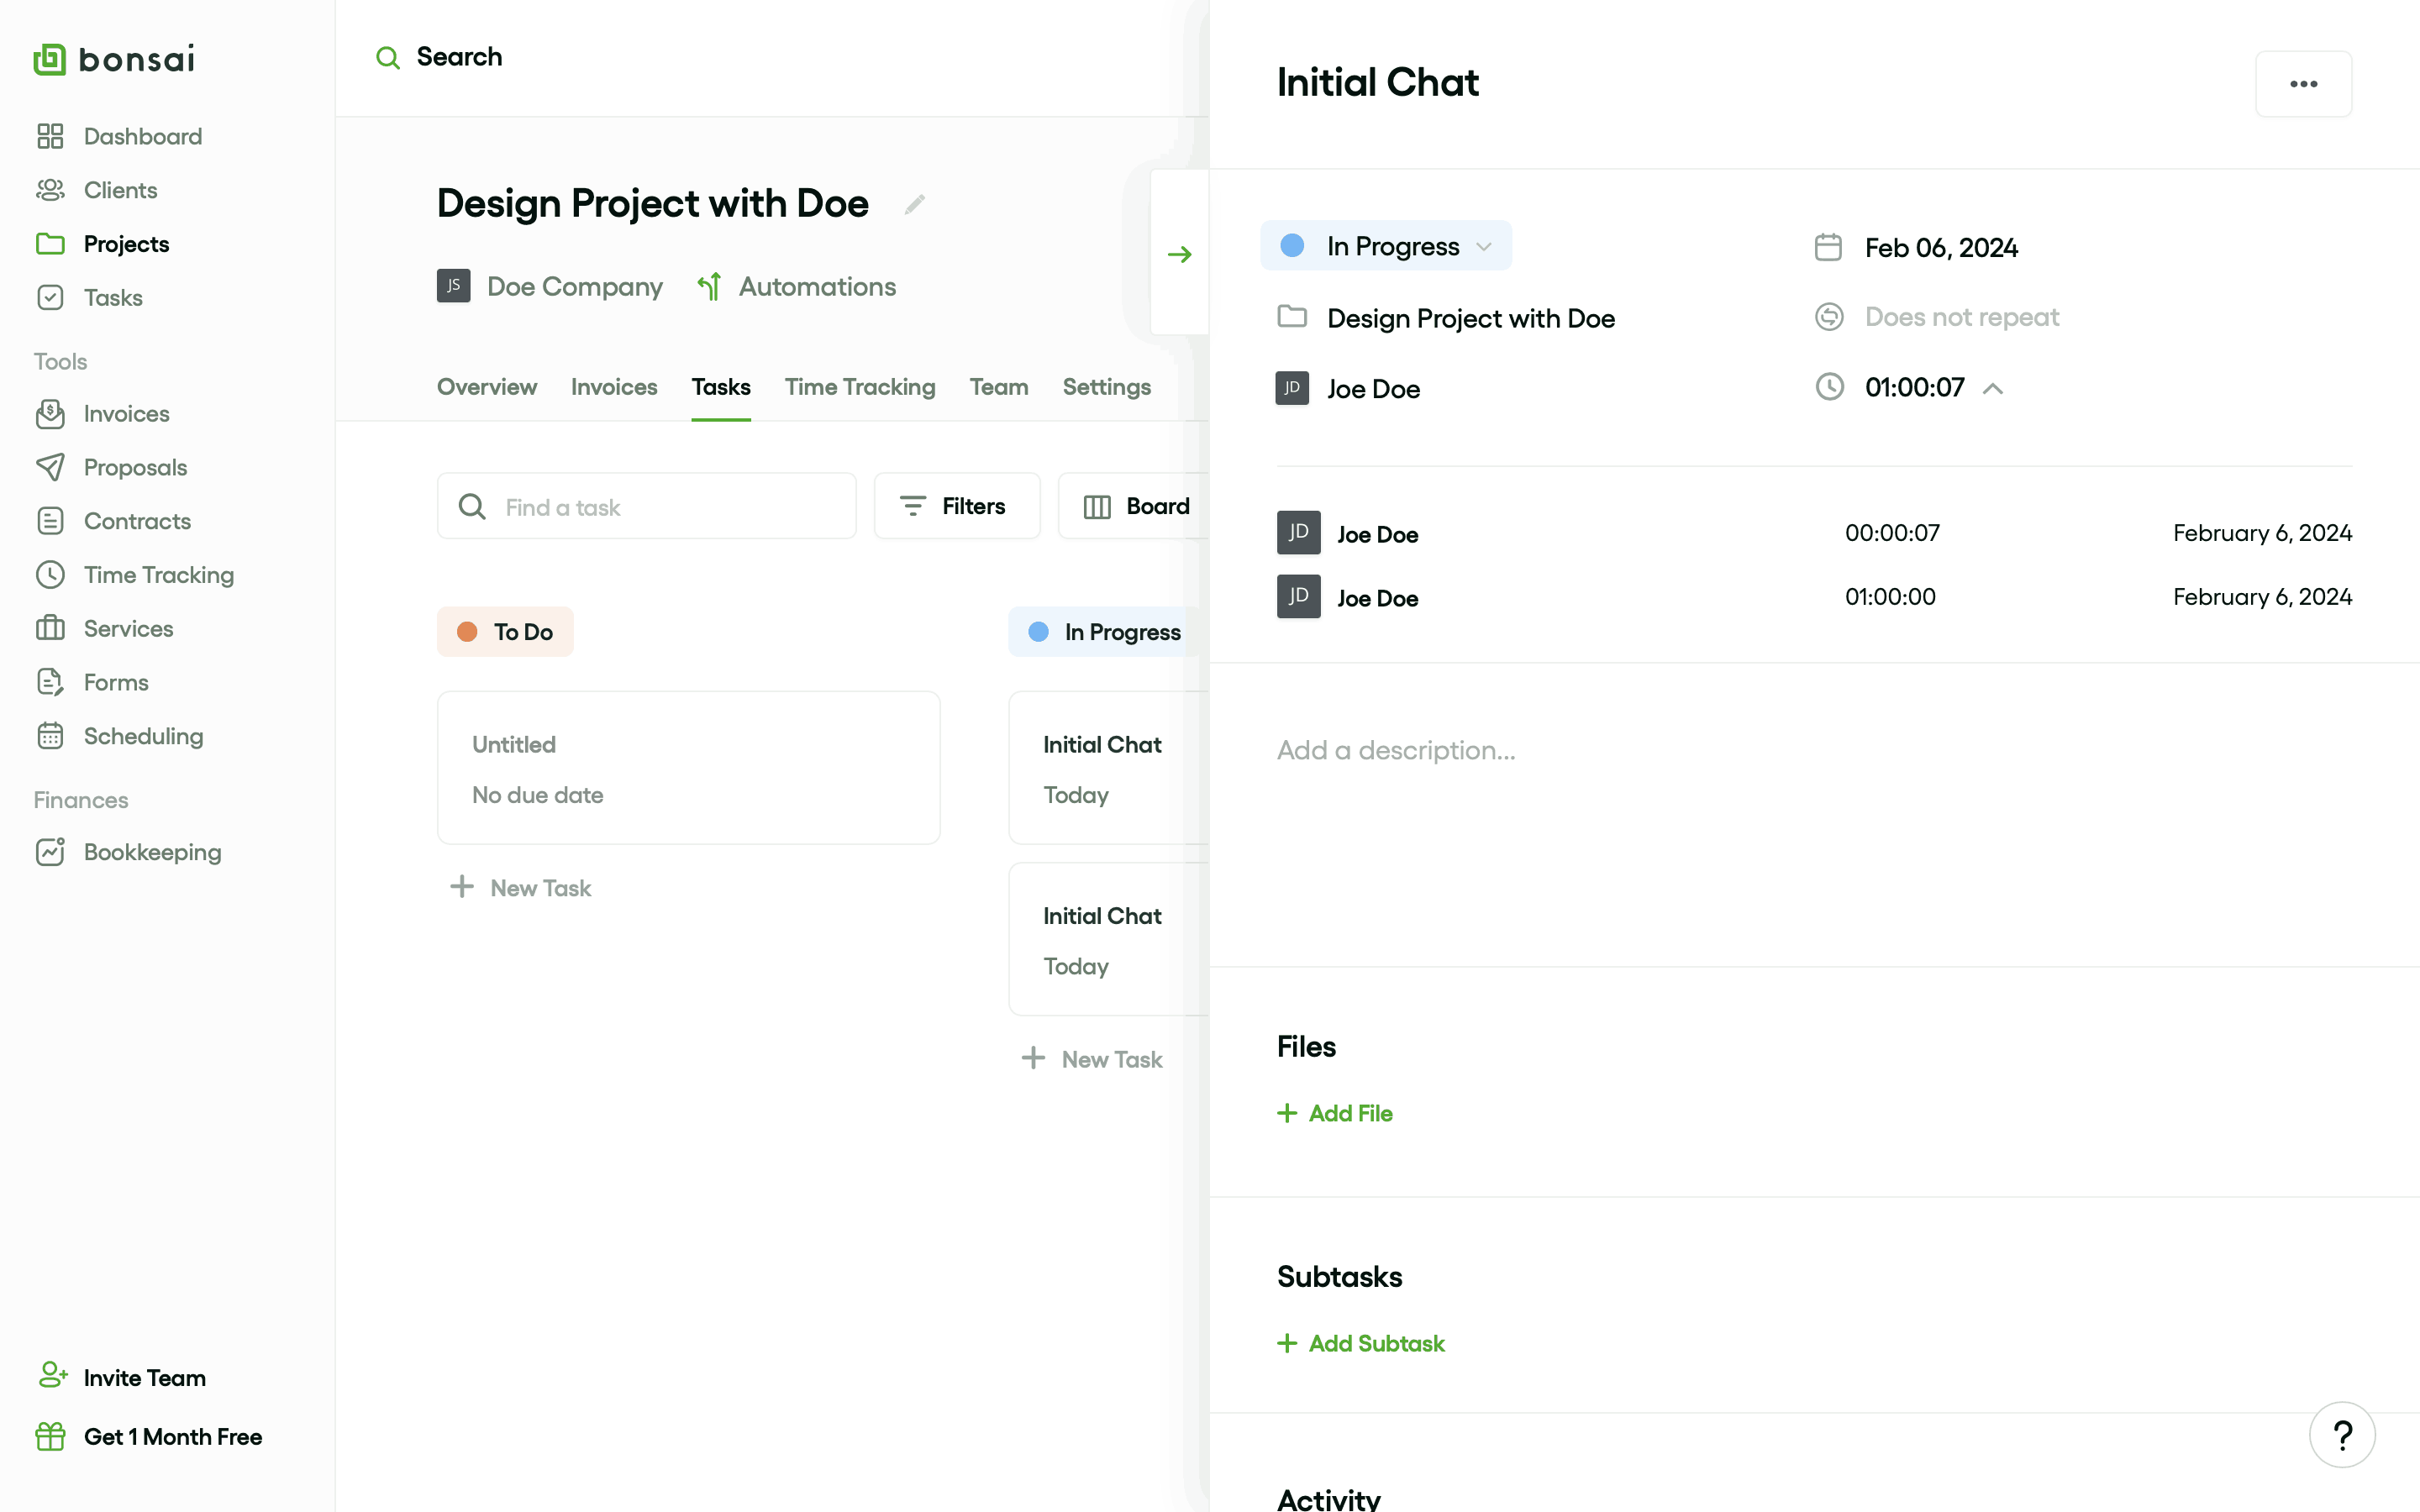 bonsai
Dashboard
Clients
Projects
Tasks
Tools
Invoices
Proposals
Contracts
Time Tracking
Services
Forms
Scheduling
Finances
Bookkeeping
Invite Team
Get 1 Month Free
Search
Design Project with Doe
JS Doe Company Automations
Overview Invoices Tasks Time Tracking Team Settings
Find a task Filters Board
To Do
Untitled
No due date
New Task
In Progress
Initial Chat
Today
Initial Chat
Today
New Task
Initial Chat
In Progress Feb 06, 2024
Design Project with Doe Does not repeat
JD Joe Doe 01:00:07
JD Joe Doe 00:00:07 February 6, 2024
JD Joe Doe 01:00:00 February 6, 2024
Add a description...
Files
Add File
Subtasks
Add Subtask
Activity
?